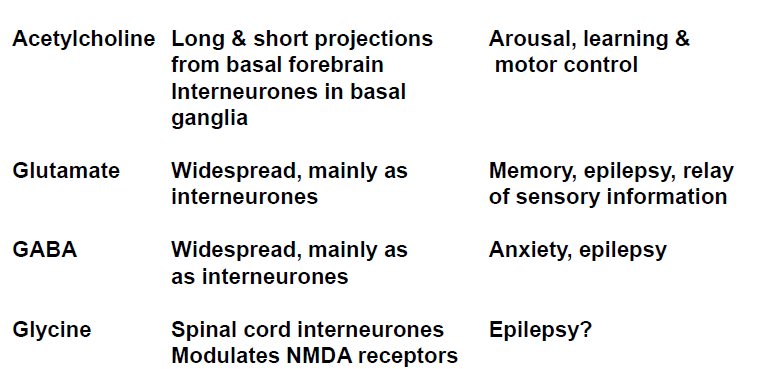 Acetylcholine Long & short projections Arousal, learning &
from basal forebrain motor control
Interneurones in basal
ganglia
Glutamate Widespread, mainly as Memory, epilepsy, relay
interneurones of sensory information
GABA Widespread, mainly as Anxiety, epilepsy
as interneurones
Glycine Spinal cord interneurones Epilepsy?
Modulates NMDA receptors